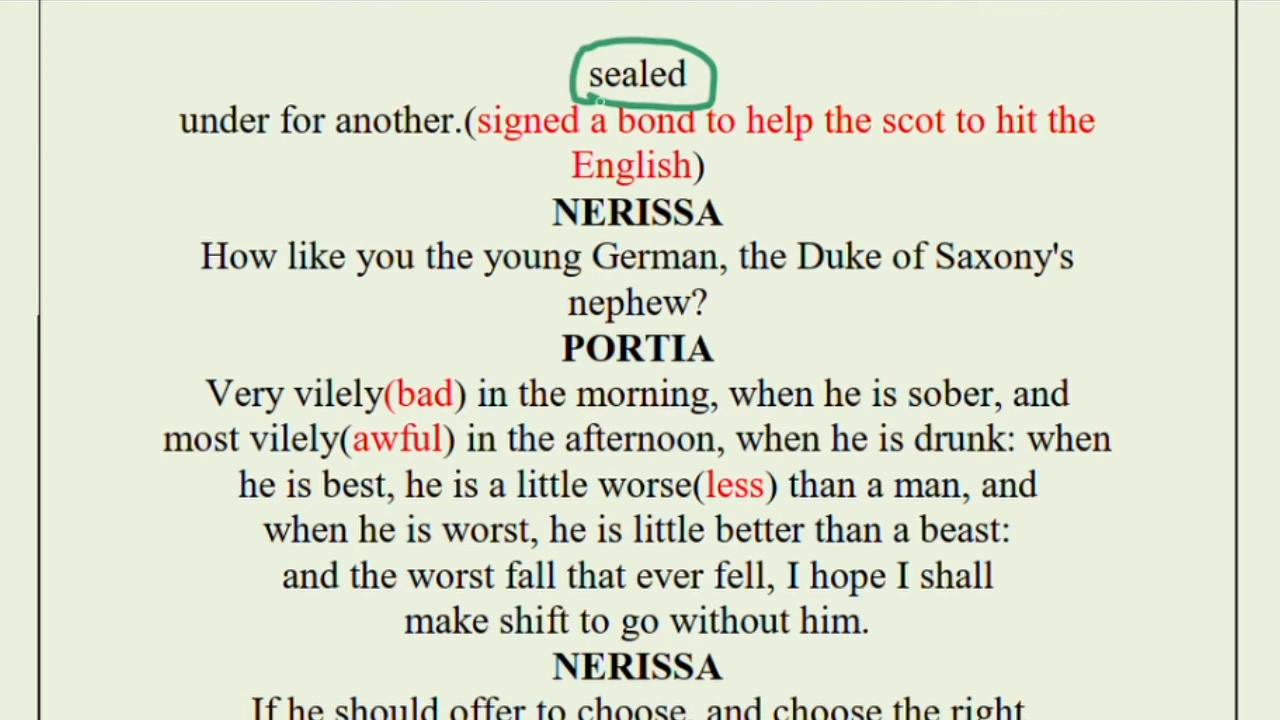 sealed
under for another.(signed a bond to help the scot to hit the
English)
NERISSA
How like you the young German, the Duke of Saxony's
nephew?
PORTIA
Very vilely(bad) in the morning, when he is sober, and
most vilely(awful) in the afternoon, when he is drunk: when
he is best, he is a little worse(less) than a man, and
when he is worst, he is little better than a beast:
and the worst fall that ever fell, I hope I shall
make shift to go without him.
NERISSA
If he should offer to choose, and choose the right